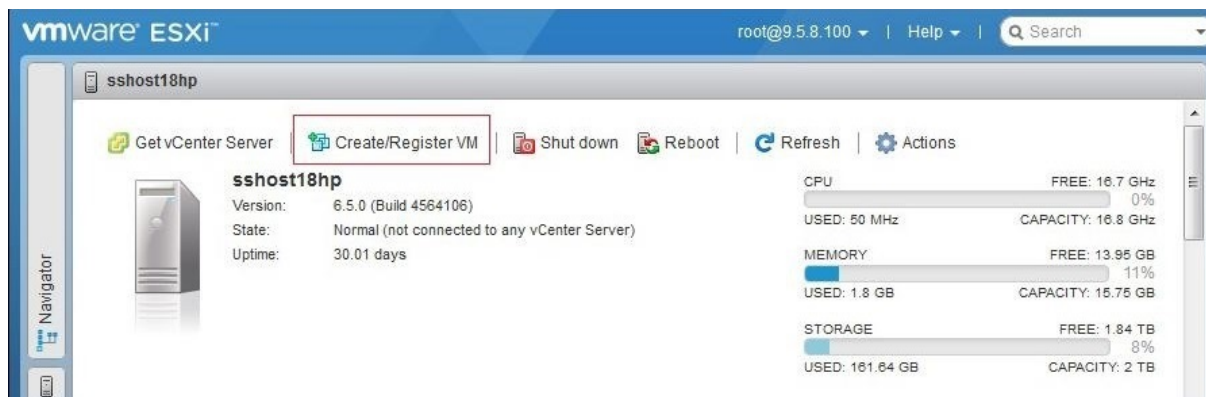 vmware ESXi™
root@9.5.8.100 | Help | Search
sshost18hp
Get vCenter Server | Create/Register VM | Shut down Reboot | Refresh | Actions
sshost18hp
Version: 6.5.0 (Build 4564106)
State: Normal (not connected to any vCenter Server)
Uptime: 30.01 days
CPU FREE: 16.7 GHz
0%
USED: 50 MHz CAPACITY: 16.8 GHz
MEMORY FREE: 13.95 GB
11%
USED: 1.8 GB CAPACITY: 15.75 GB
STORAGE FREE: 1.84 TB
8%
USED: 161.64 GB CAPACITY: 2 TB
Navigator